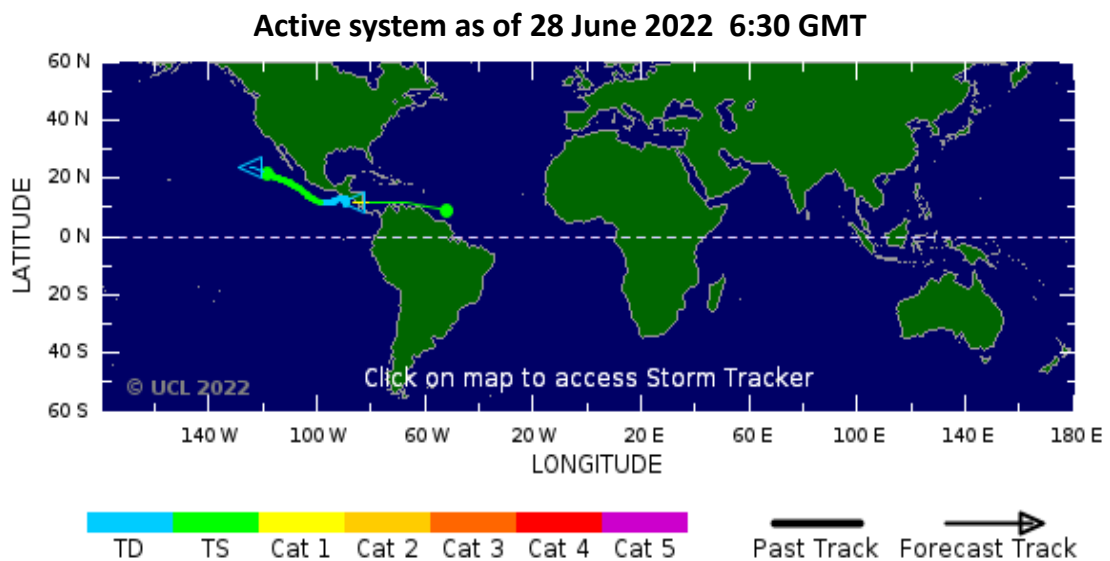 Active system as of 28 June 2022  6:30 GMT
60 N
40 N
20 N
0 N
20 S
40 S
60 S
LATITUDE
Click on map to access Storm Tracker
© UCL 2022
140 W 100 W 60 W 20 W 20 E 60 E 100 E 140 E 180 E
LONGITUDE
TD TS Cat 1 Cat 2 Cat 3 Cat 4 Cat 5 Past Track Forecast Track